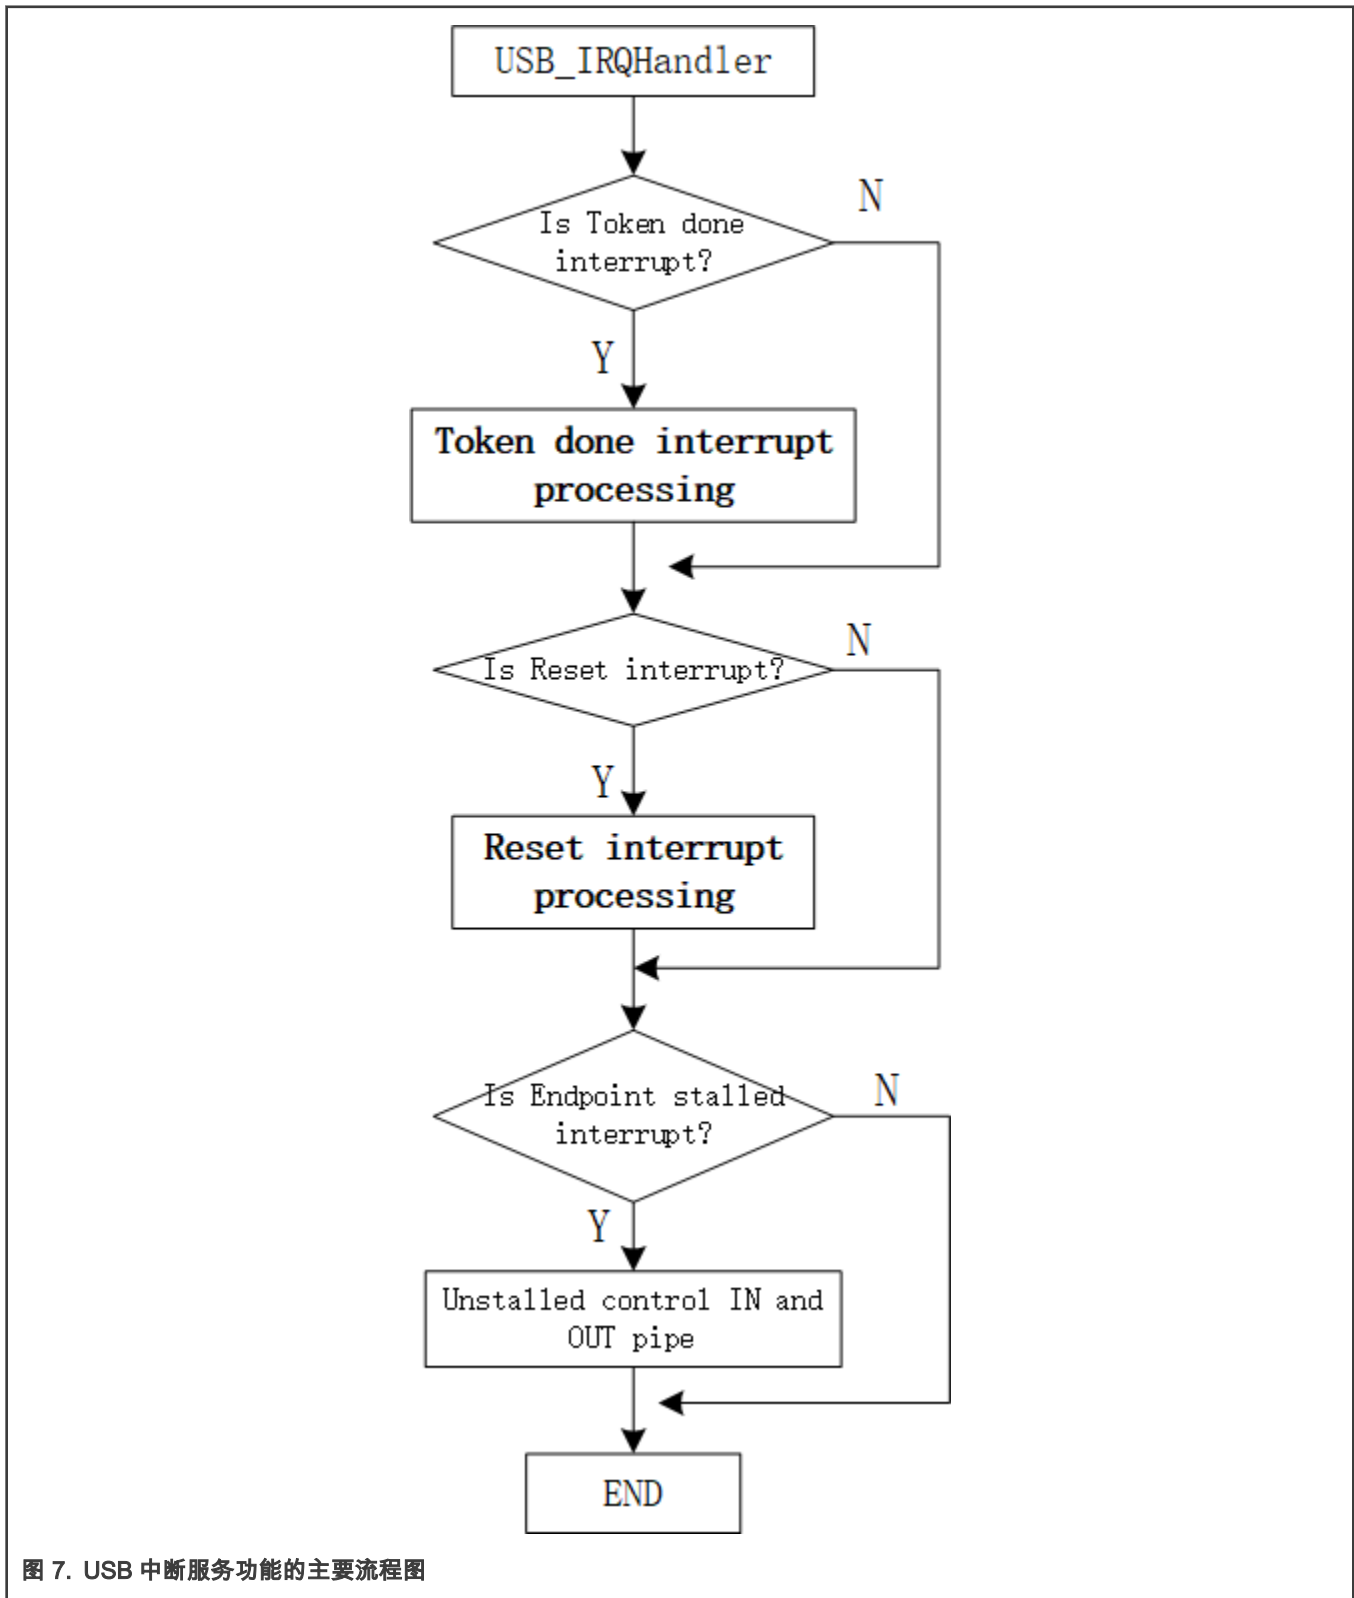 USB_IRQHandler
N
Is Token done
interrupt?
Y
Token done interrupt
processing
N
Is Reset interrupt?
Y
Reset interrupt
processing
N
Is Endpoint stalled
interrupt?
Y
Unstalled control IN and
OUT pipe
END
图 7. USB 中断服务功能的主要流程图